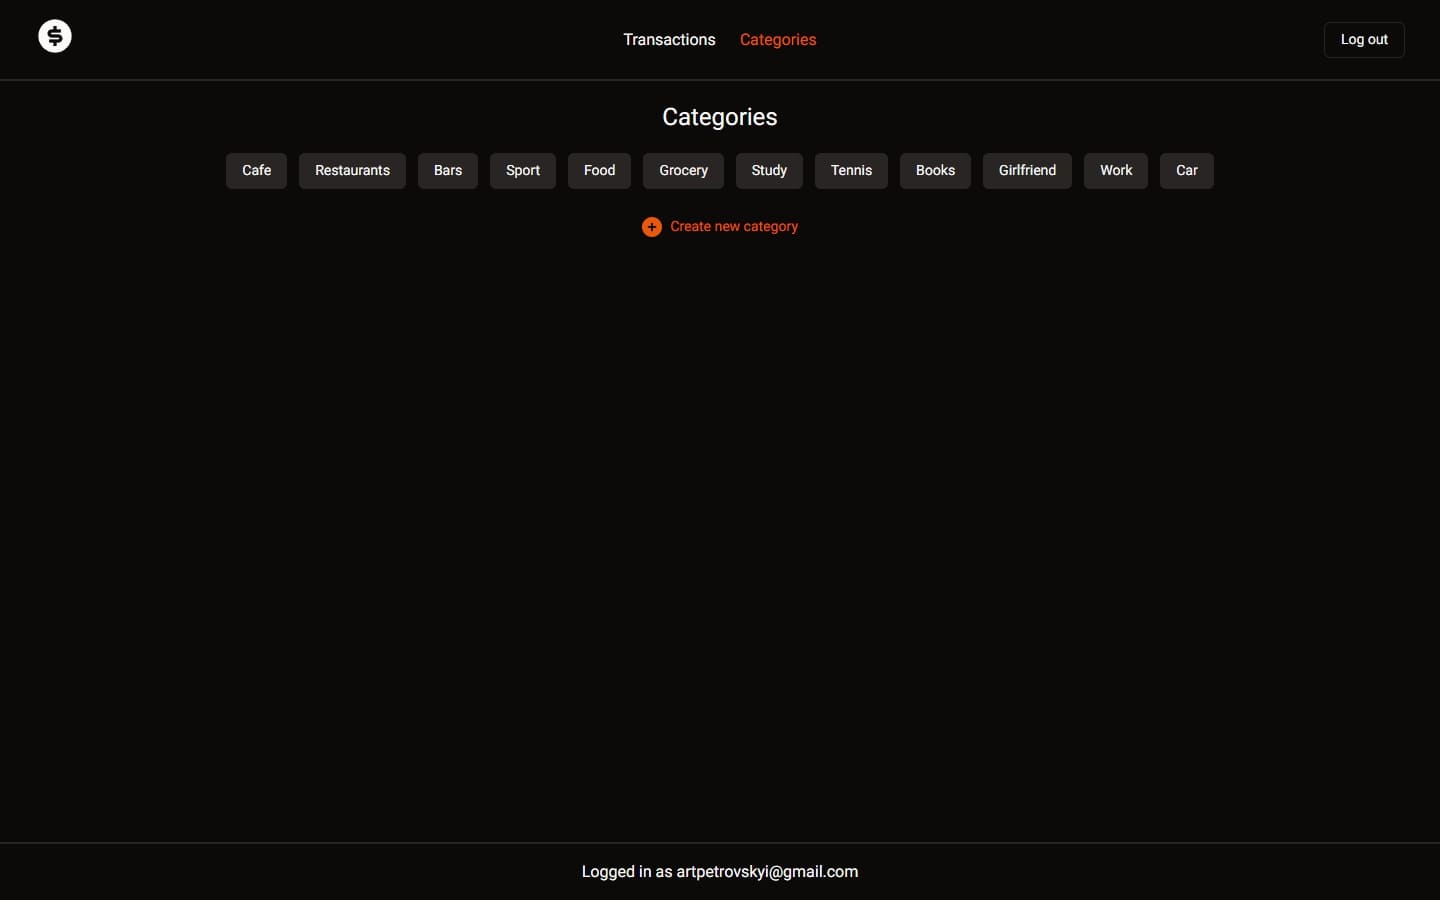 $
Transactions Categories Log out
Categories
Cafe Restaurants Bars Sport Food Grocery Study Tennis Books Girlfriend Work Car
+ Create new category
Logged in as artpetrovskyi@gmail.com